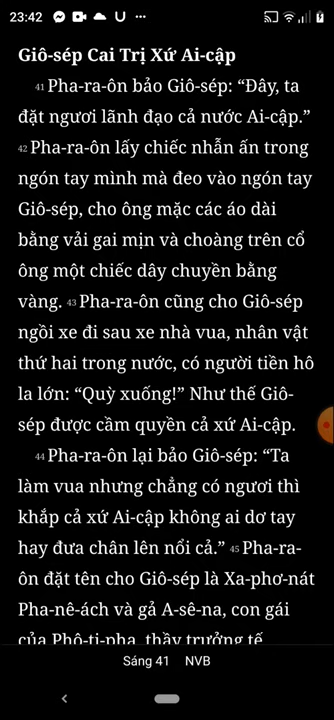 23:42
Giô-sép Cai Trị Xứ Ai-cập
41 Pha-ra-ôn bảo Giô-sép: “Đây, ta
đặt ngươi lãnh đạo cả nước Ai-cập.”
42 Pha-ra-ôn lấy chiếc nhẫn ấn trong
ngón tay mình mà đeo vào ngón tay
Giô-sép, cho ông mặc các áo dài
bằng vải gai mịn và choàng trên cổ
ông một chiếc dây chuyền bằng
vàng. 43 Pha-ra-ôn cũng cho Giô-sép
ngồi xe đi sau xe nhà vua, nhân vật
thứ hai trong nước, có người tiền hô
la lớn: “Quỳ xuống!” Như thế Giô-
sép được cầm quyền cả xứ Ai-cập.
44 Pha-ra-ôn lại bảo Giô-sép: “Ta
làm vua nhưng chẳng có ngươi thì
khắp cả xứ Ai-cập không ai dơ tay
hay đưa chân lên nổi cả.” 45 Pha-ra-
ôn đặt tên cho Giô-sép là Xa-phơ-nát
Pha-nê-ách và gả A-sê-na, con gái
của Phô-ti-pha, thầy trưởng tế
Sáng 41 NVB